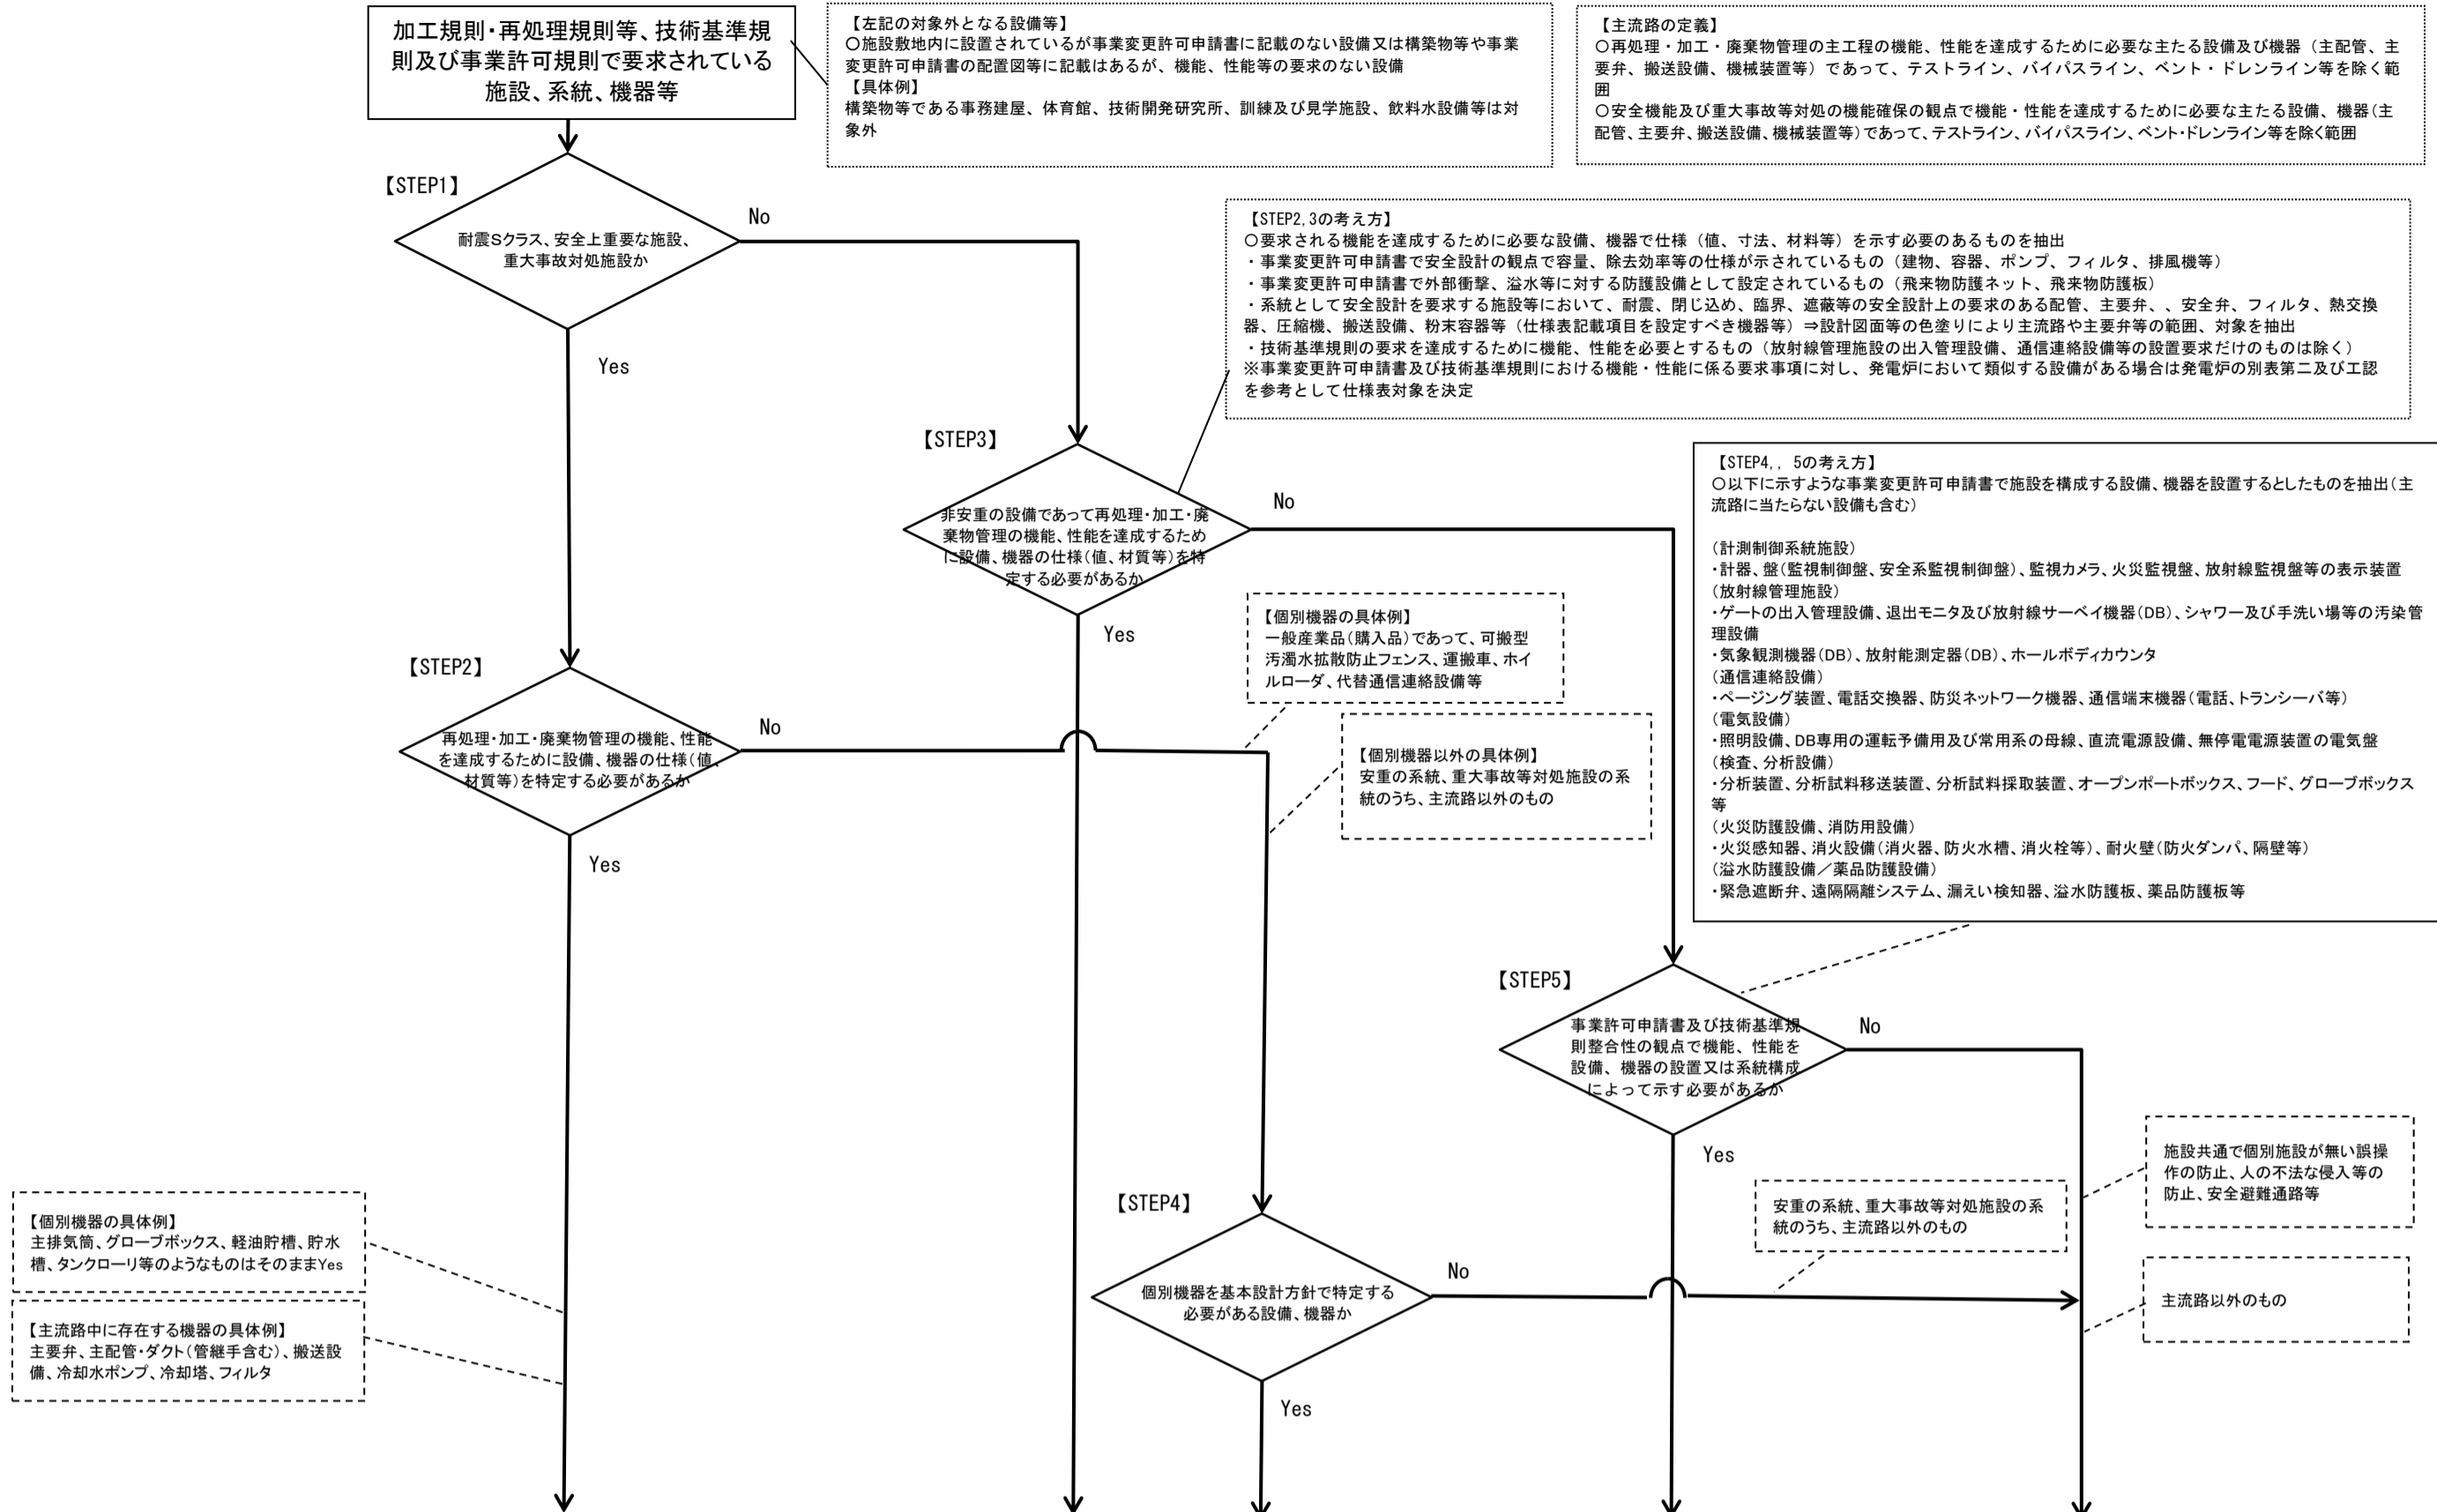 加工規則・再処理規則等、技術基準規
則及び事業許可規則で要求されている
施設、系統、機器等
【左記の対象外となる設備等】
〇施設敷地内に設置されているが事業変更許可申請書に記載のない設備又は構築物等や事業
変更許可申請書の配置図等に記載はあるが、機能、性能等の要求のない設備
【具体例】
構築物等である事務建屋、体育館、技術開発研究所、訓練及び見学施設、飲料水設備等は対
象外
【主流路の定義】
〇再処理・加工・廃棄物管理の主工程の機能、性能を達成するために必要な主たる設備及び機器（主配管、主
要弁、搬送設備、機械装置等）であって、テストライン、バイパスライン、ベント・ドレンライン等を除く範
囲
〇安全機能及び重大事故等対処の機能確保の観点で機能・性能を達成するために必要な主たる設備、機器（主
配管、主要弁、搬送設備、機械装置等）であって、テストライン、バイパスライン、ベント・ドレンライン等を除く範囲
【STEP1】
耐震Sクラス、安全上重要な施設、
重大事故対処施設か
No
Yes
【STEP2,3の考え方】
〇要求される機能を達成するために必要な設備、機器で仕様（値、寸法、材料等）を示す必要のあるものを抽出
・事業変更許可申請書で安全設計の観点で容量、除去効率等の仕様が示されているもの（建物、容器、ポンプ、フィルタ、排風機等）
・事業変更許可申請書で外部衝撃、溢水等に対する防護設備として設定されているもの（飛来物防護ネット、飛来物防護板）
・系統として安全設計を要求する施設等において、耐震、閉じ込め、臨界、遮蔽等の安全設計上の要求のある配管、主要弁、、安全弁、フィルタ、熱交換
器、圧縮機、搬送設備、粉末容器等（仕様表記載項目を設定すべき機器等）⇒設計図面等の色塗りにより主流路や主要弁等の範囲、対象を抽出
・技術基準規則の要求を達成するために機能、性能を必要とするもの（放射線管理施設の出入管理設備、通信連絡設備等の設置要求だけのものは除く）
※事業変更許可申請書及び技術基準規則における機能・性能に係る要求事項に対し、発電炉において類似する設備がある場合は発電炉の別表第二及び工認
を参考として仕様表対象を決定
【STEP3】
非安重の設備であって再処理・加工・廃
棄物管理の機能、性能を達成するため
に設備、機器の仕様（値、材質等）を特
定する必要があるか
No
Yes
【STEP4,, 5の考え方】
〇以下に示すような事業変更許可申請書で施設を構成する設備、機器を設置するとしたものを抽出（主
流路に当たらない設備も含む）
（計測制御系統施設）
・計器、盤（監視制御盤、安全系監視制御盤）、監視カメラ、火災監視盤、放射線監視盤等の表示装置
（放射線管理施設）
・ゲートの出入管理設備、退出モニタ及び放射線サーベイ機器（DB）、シャワー及び手洗い場等の汚染管
理設備
・気象観測機器（DB）、放射能測定器（DB）、ホールボディカウンタ
（通信連絡設備）
・ページング装置、電話交換器、防災ネットワーク機器、通信端末機器（電話、トランシーバ等）
（電気設備）
・照明設備、DB専用の運転予備用及び常用系の母線、直流電源設備、無停電電源装置の電気盤
（検査、分析設備）
・分析装置、分析試料移送装置、分析試料採取装置、オープンポートボックス、フード、グローブボックス
等
（火災防護設備、消防用設備）
・火災感知器、消火設備（消火器、防火水槽、消火栓等）、耐火壁（防火ダンパ、隔壁等）
（溢水防護設備／薬品防護設備）
・緊急遮断弁、遠隔隔離システム、漏えい検知器、溢水防護板、薬品防護板等
【個別機器の具体例】
一般産業品（購入品）であって、可搬型
汚濁水拡散防止フェンス、運搬車、ホイ
ルローダ、代替通信連絡設備等
【STEP2】
再処理・加工・廃棄物管理の機能、性能
を達成するために設備、機器の仕様（値、
材質等）を特定する必要があるか
No
Yes
【個別機器以外の具体例】
安重の系統、重大事故等対処施設の系
統のうち、主流路以外のもの
【STEP5】
事業許可申請書及び技術基準規
則整合性の観点で機能、性能を
設備、機器の設置又は系統構成
によって示す必要があるか
No
Yes
施設共通で個別施設が無い誤操
作の防止、人の不法な侵入等の
防止、安全避難通路等
安重の系統、重大事故等対処施設の系
統のうち、主流路以外のもの
【個別機器の具体例】
主排気筒、グローブボックス、軽油貯槽、貯水
槽、タンクローリ等のようなものはそのままYes
【STEP4】
個別機器を基本設計方針で特定する
必要がある設備、機器か
No
Yes
主流路以外のもの
【主流路中に存在する機器の具体例】
主要弁、主配管・ダクト（管継手含む）、搬送設
備、冷却水ポンプ、冷却塔、フィルタ